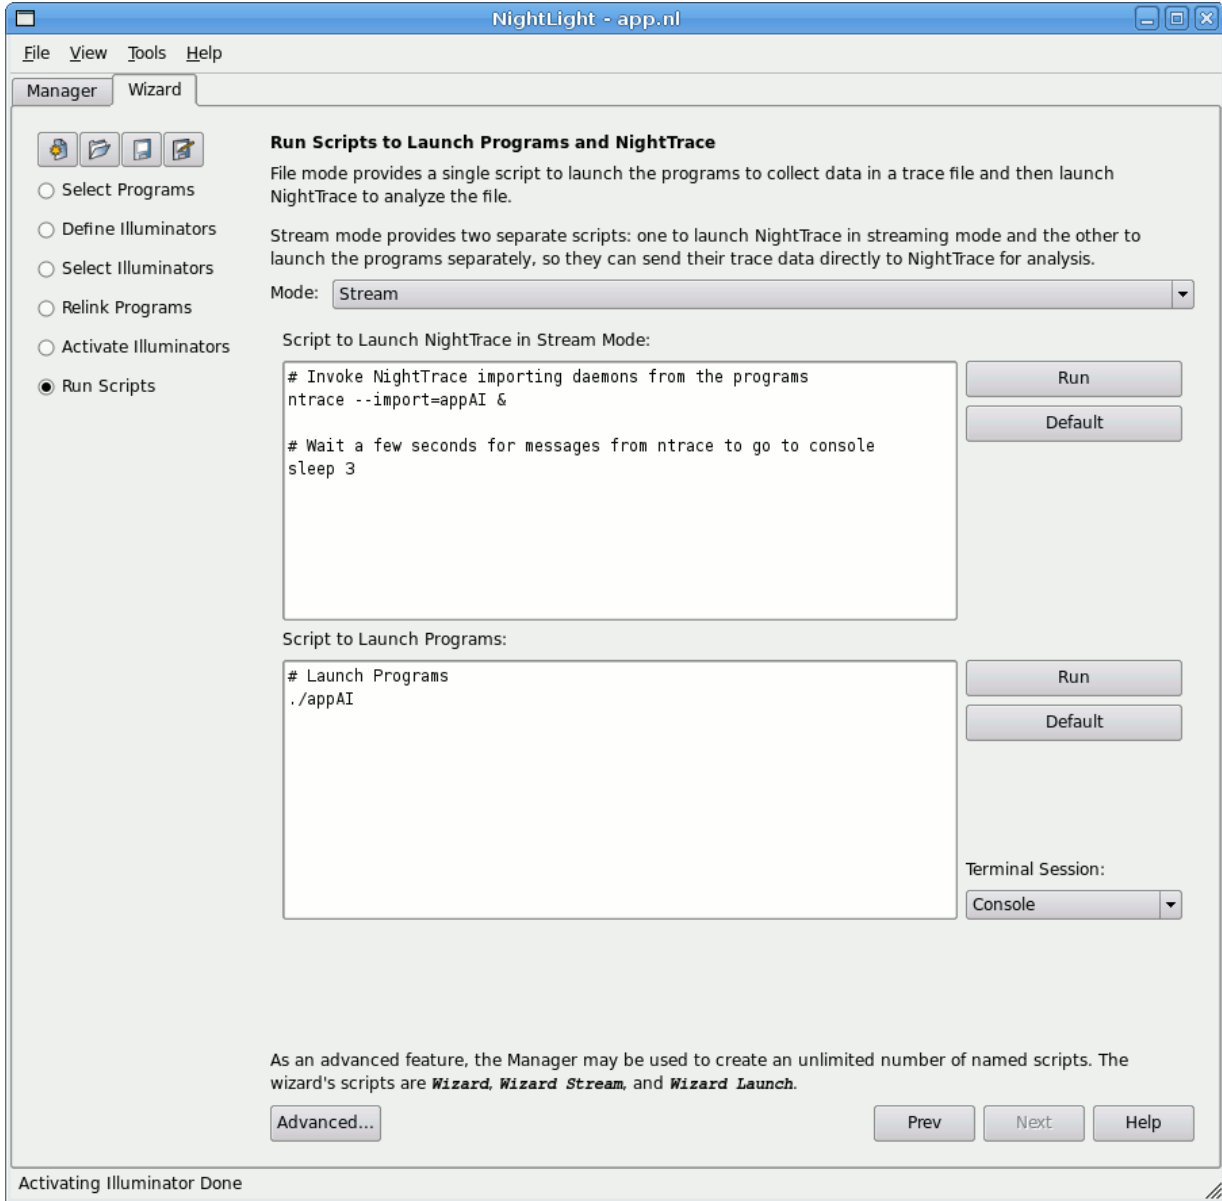 NightLight - app.nl
File View Tools Help
Manager Wizard
Select Programs
Define Illuminators
Select Illuminators
Relink Programs
Activate Illuminators
Run Scripts
Run Scripts to Launch Programs and NightTrace
File mode provides a single script to launch the programs to collect data in a trace file and then launch
NightTrace to analyze the file.
Stream mode provides two separate scripts: one to launch NightTrace in streaming mode and the other to
launch the programs separately, so they can send their trace data directly to NightTrace for analysis.
Mode: Stream
Script to Launch NightTrace in Stream Mode:
# Invoke NightTrace importing daemons from the programs
ntrace --import=appAI &
# Wait a few seconds for messages from ntrace to go to console
sleep 3
Run
Default
Script to Launch Programs:
# Launch Programs
./appAI
Run
Default
Terminal Session:
Console
As an advanced feature, the Manager may be used to create an unlimited number of named scripts. The
wizard's scripts are Wizard, Wizard Stream, and Wizard Launch.
Advanced... Prev Next Help
Activating Illuminator Done